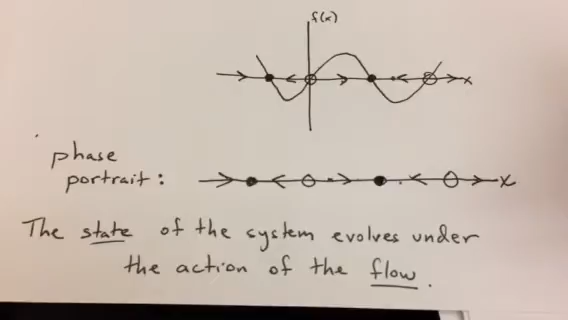 f(x)
x
phase
portrait:
x
The state of the system evolves under
the action of the flow.